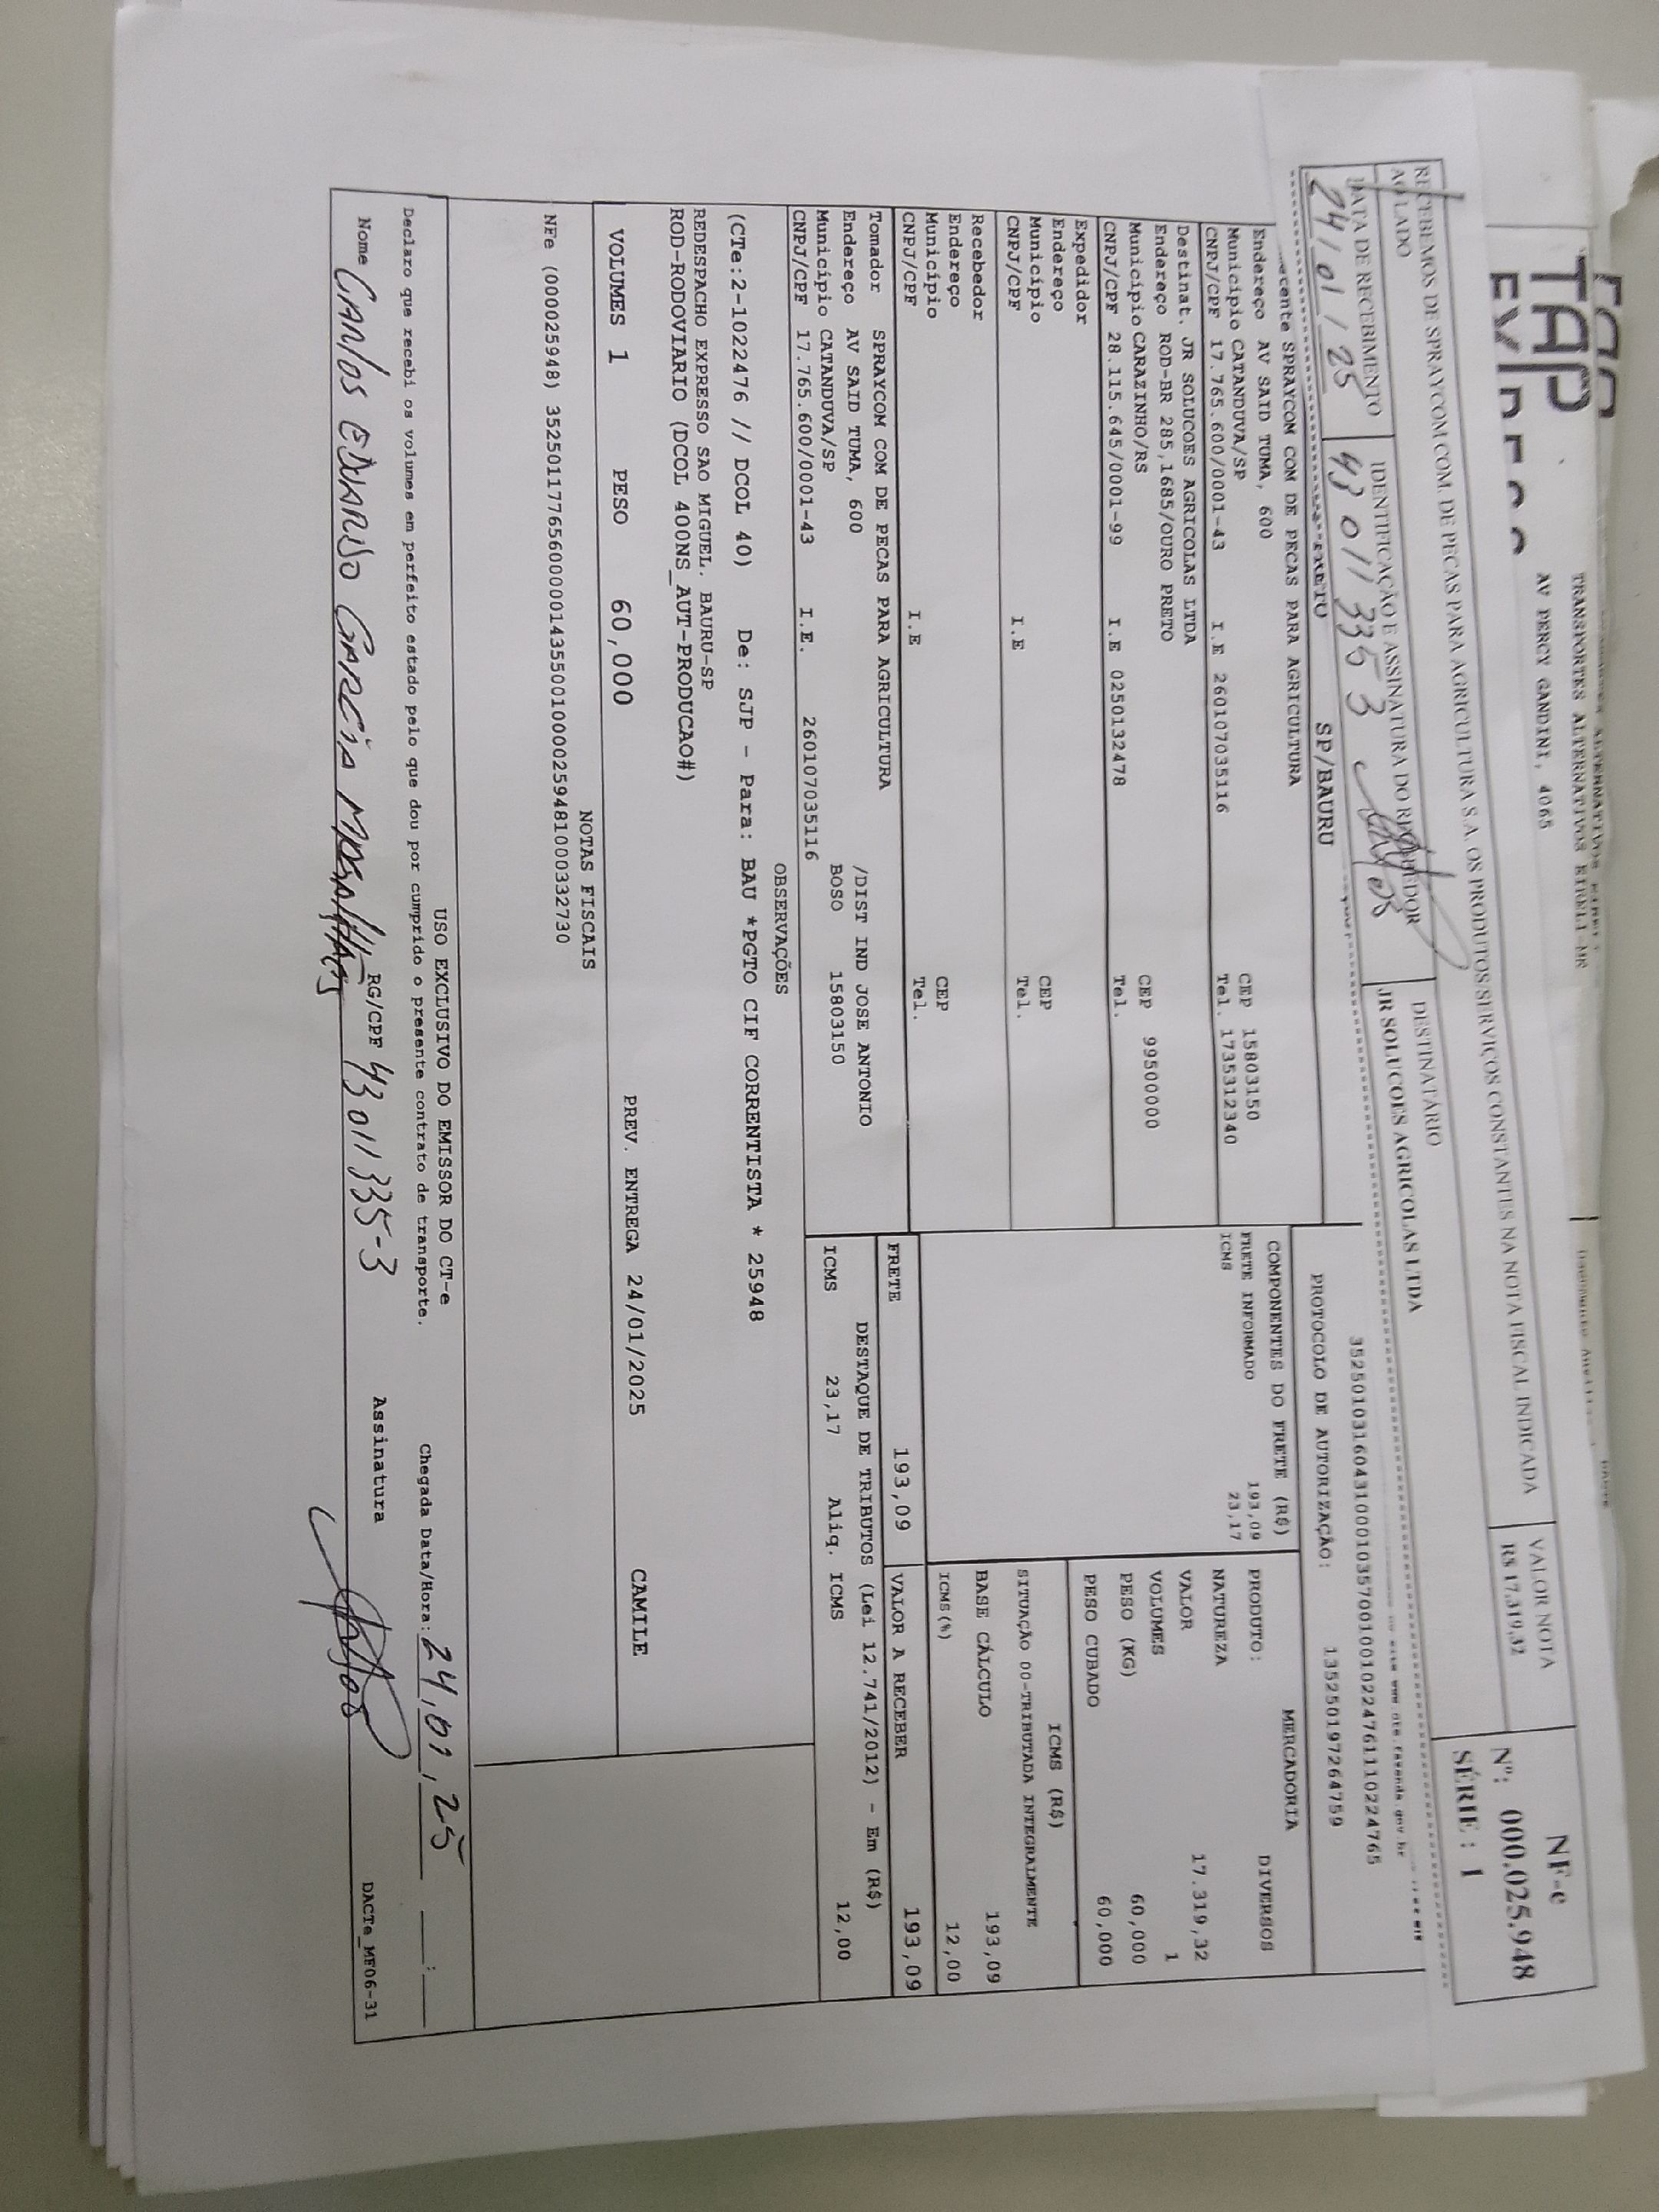 TAP
TRANSPORTES ALTERNATIVOS EIRELI ME
AV PERCY GANDINI, 4065
RECEBEMOS DE SPRAYCOM COM. DE PECAS PARA AGRICULTURA S.A. OS PRODUTOS/SERVIÇOS CONSTANTES NA NOTA FISCAL INDICADA
AO LADO
VALOR NOTA
R$ 17.319,32
NF-e
Nº: 000.025.948
SÉRIE : 1
DATA DE RECEBIMENTO
24/01/25
IDENTIFICAÇÃO E ASSINATURA DO RECEBEDOR
43 011 335 3
DESTINATÁRIO
JR SOLUCOES AGRICOLAS LTDA
SP/BAURU
35250103160431000103570010010224761110224765
PROTOCOLO DE AUTORIZAÇÃO: 135250197264759
SPRAYCOM COM DE PECAS PARA AGRICULTURA
Endereço AV SAID TUMA, 600
Município CATANDUVA/SP CEP 15803150
CNPJ/CPF 17.765.600/0001-43 I.E 260107035116 Tel. 1735312340
Destinat. JR SOLUCOES AGRICOLAS LTDA
Endereço ROD-BR 285,1685/OURO PRETO
Município CARAZINHO/RS CEP 99500000
CNPJ/CPF 28.115.645/0001-99 I.E 0250132478 Tel.
Expedidor
Endereço
Município CEP
CNPJ/CPF I.E Tel.
Recebedor
Endereço
Município CEP
CNPJ/CPF I.E Tel.
Tomador SPRAYCOM COM DE PECAS PARA AGRICULTURA
Endereço AV SAID TUMA, 600 /DIST IND JOSE ANTONIO
Município CATANDUVA/SP BOSO 15803150
CNPJ/CPF 17.765.600/0001-43 I.E. 260107035116
COMPONENTES DO FRETE (R$)
FRETE INFORMADO 193,09
ICMS 23,17
MERCADORIA
PRODUTO: DIVERSOS
NATUREZA
VALOR 17.319,32
VOLUMES 1
PESO (KG) 60,000
PESO CUBADO 60,000
ICMS (R$)
SITUAÇÃO 00-TRIBUTADA INTEGRALMENTE
BASE CÁLCULO 193,09
ICMS(%) 12,00
FRETE 193,09
VALOR A RECEBER 193,09
DESTAQUE DE TRIBUTOS (Lei 12.741/2012) - Em (R$)
ICMS 23,17 Aliq. ICMS 12,00
OBSERVAÇÕES
(CTe:2-1022476 // DCOL 40) De: SJP - Para: BAU *PGTO CIF CORRENTISTA * 25948
REDESPACHO EXPRESSO SAO MIGUEL. BAURU-SP
ROD-RODOVIARIO (DCOL 400NS_AUT-PRODUCAO#)
VOLUMES 1 PESO 60,000 PREV. ENTREGA 24/01/2025 CAMILE
NOTAS FISCAIS
NFe (000025948) 35250117765600000143550010000259481000332730
USO EXCLUSIVO DO EMISSOR DO CT-e
Declaro que recebi os volumes em perfeito estado pelo que dou por cumprido o presente contrato de transporte.
Chegada Data/Hora: 24,01,25 __:__
Nome Carlos Eduardo Garcia RG/CPF 43011335-3 Assinatura
DACTe_MF06-31